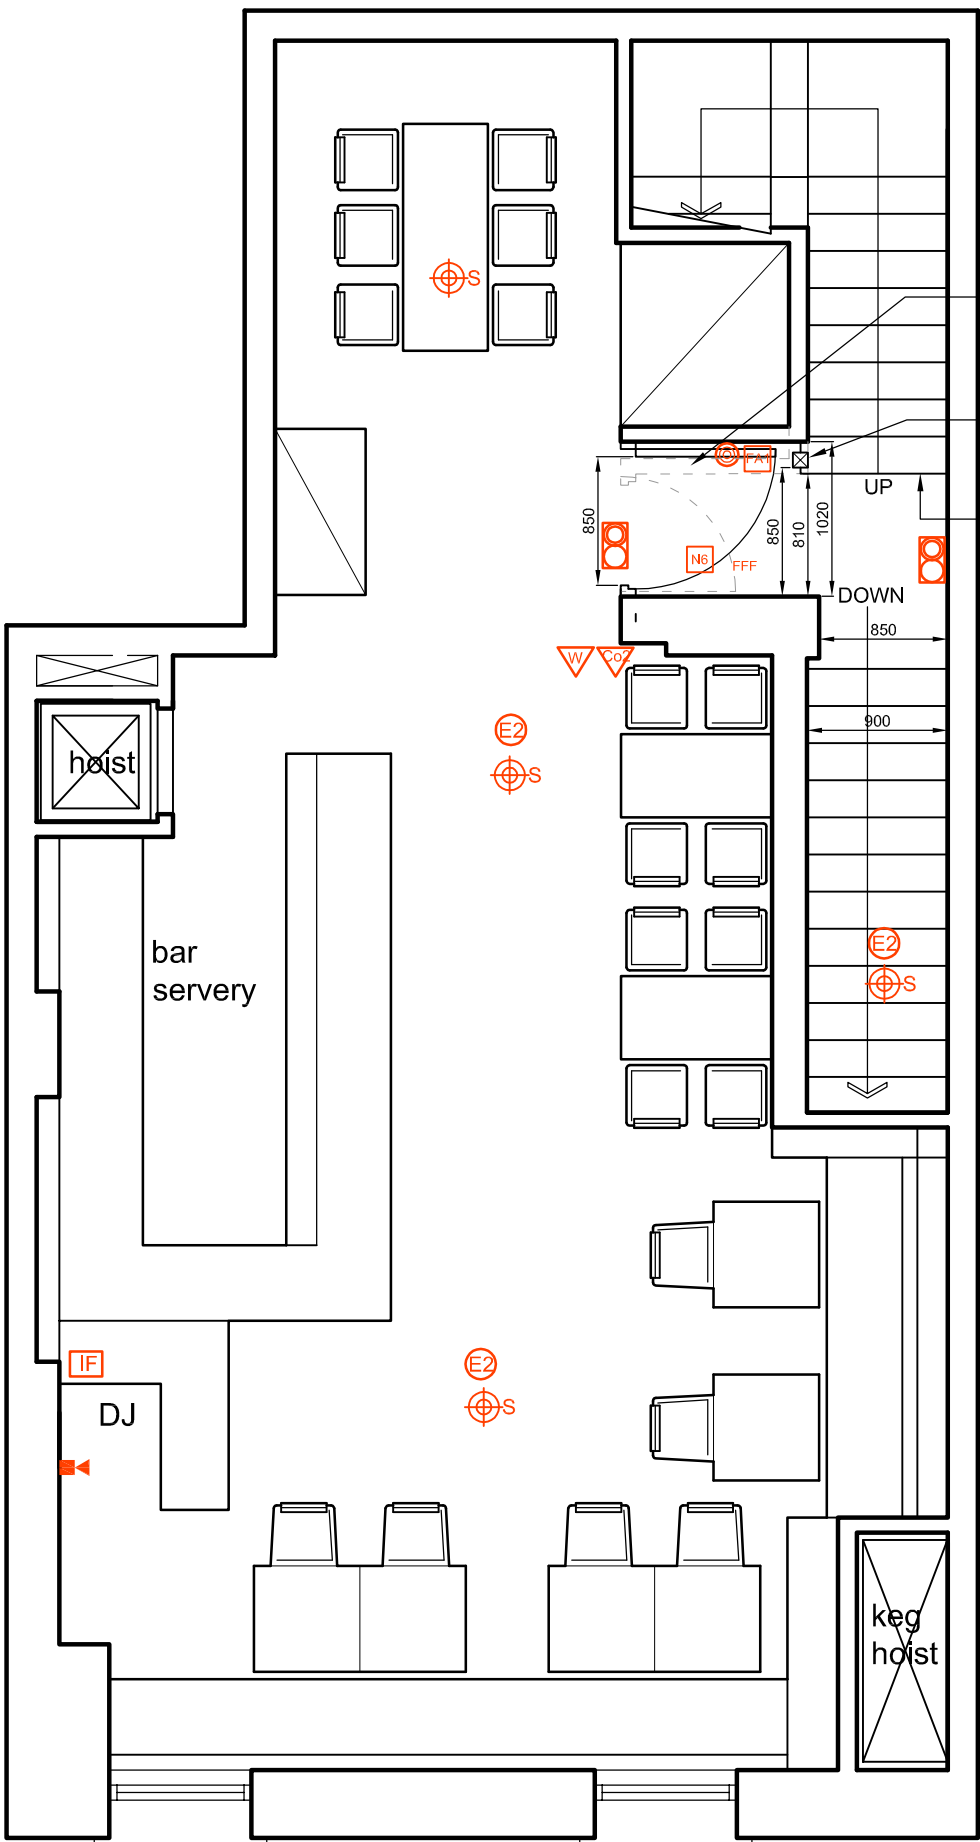 S
FA1
UP
850
850
810
1020
N6
FFF
DOWN
850
W
Co2
900
E2
S
hoist
bar
servery
E2
S
E2
S
IF
DJ
keg
hoist